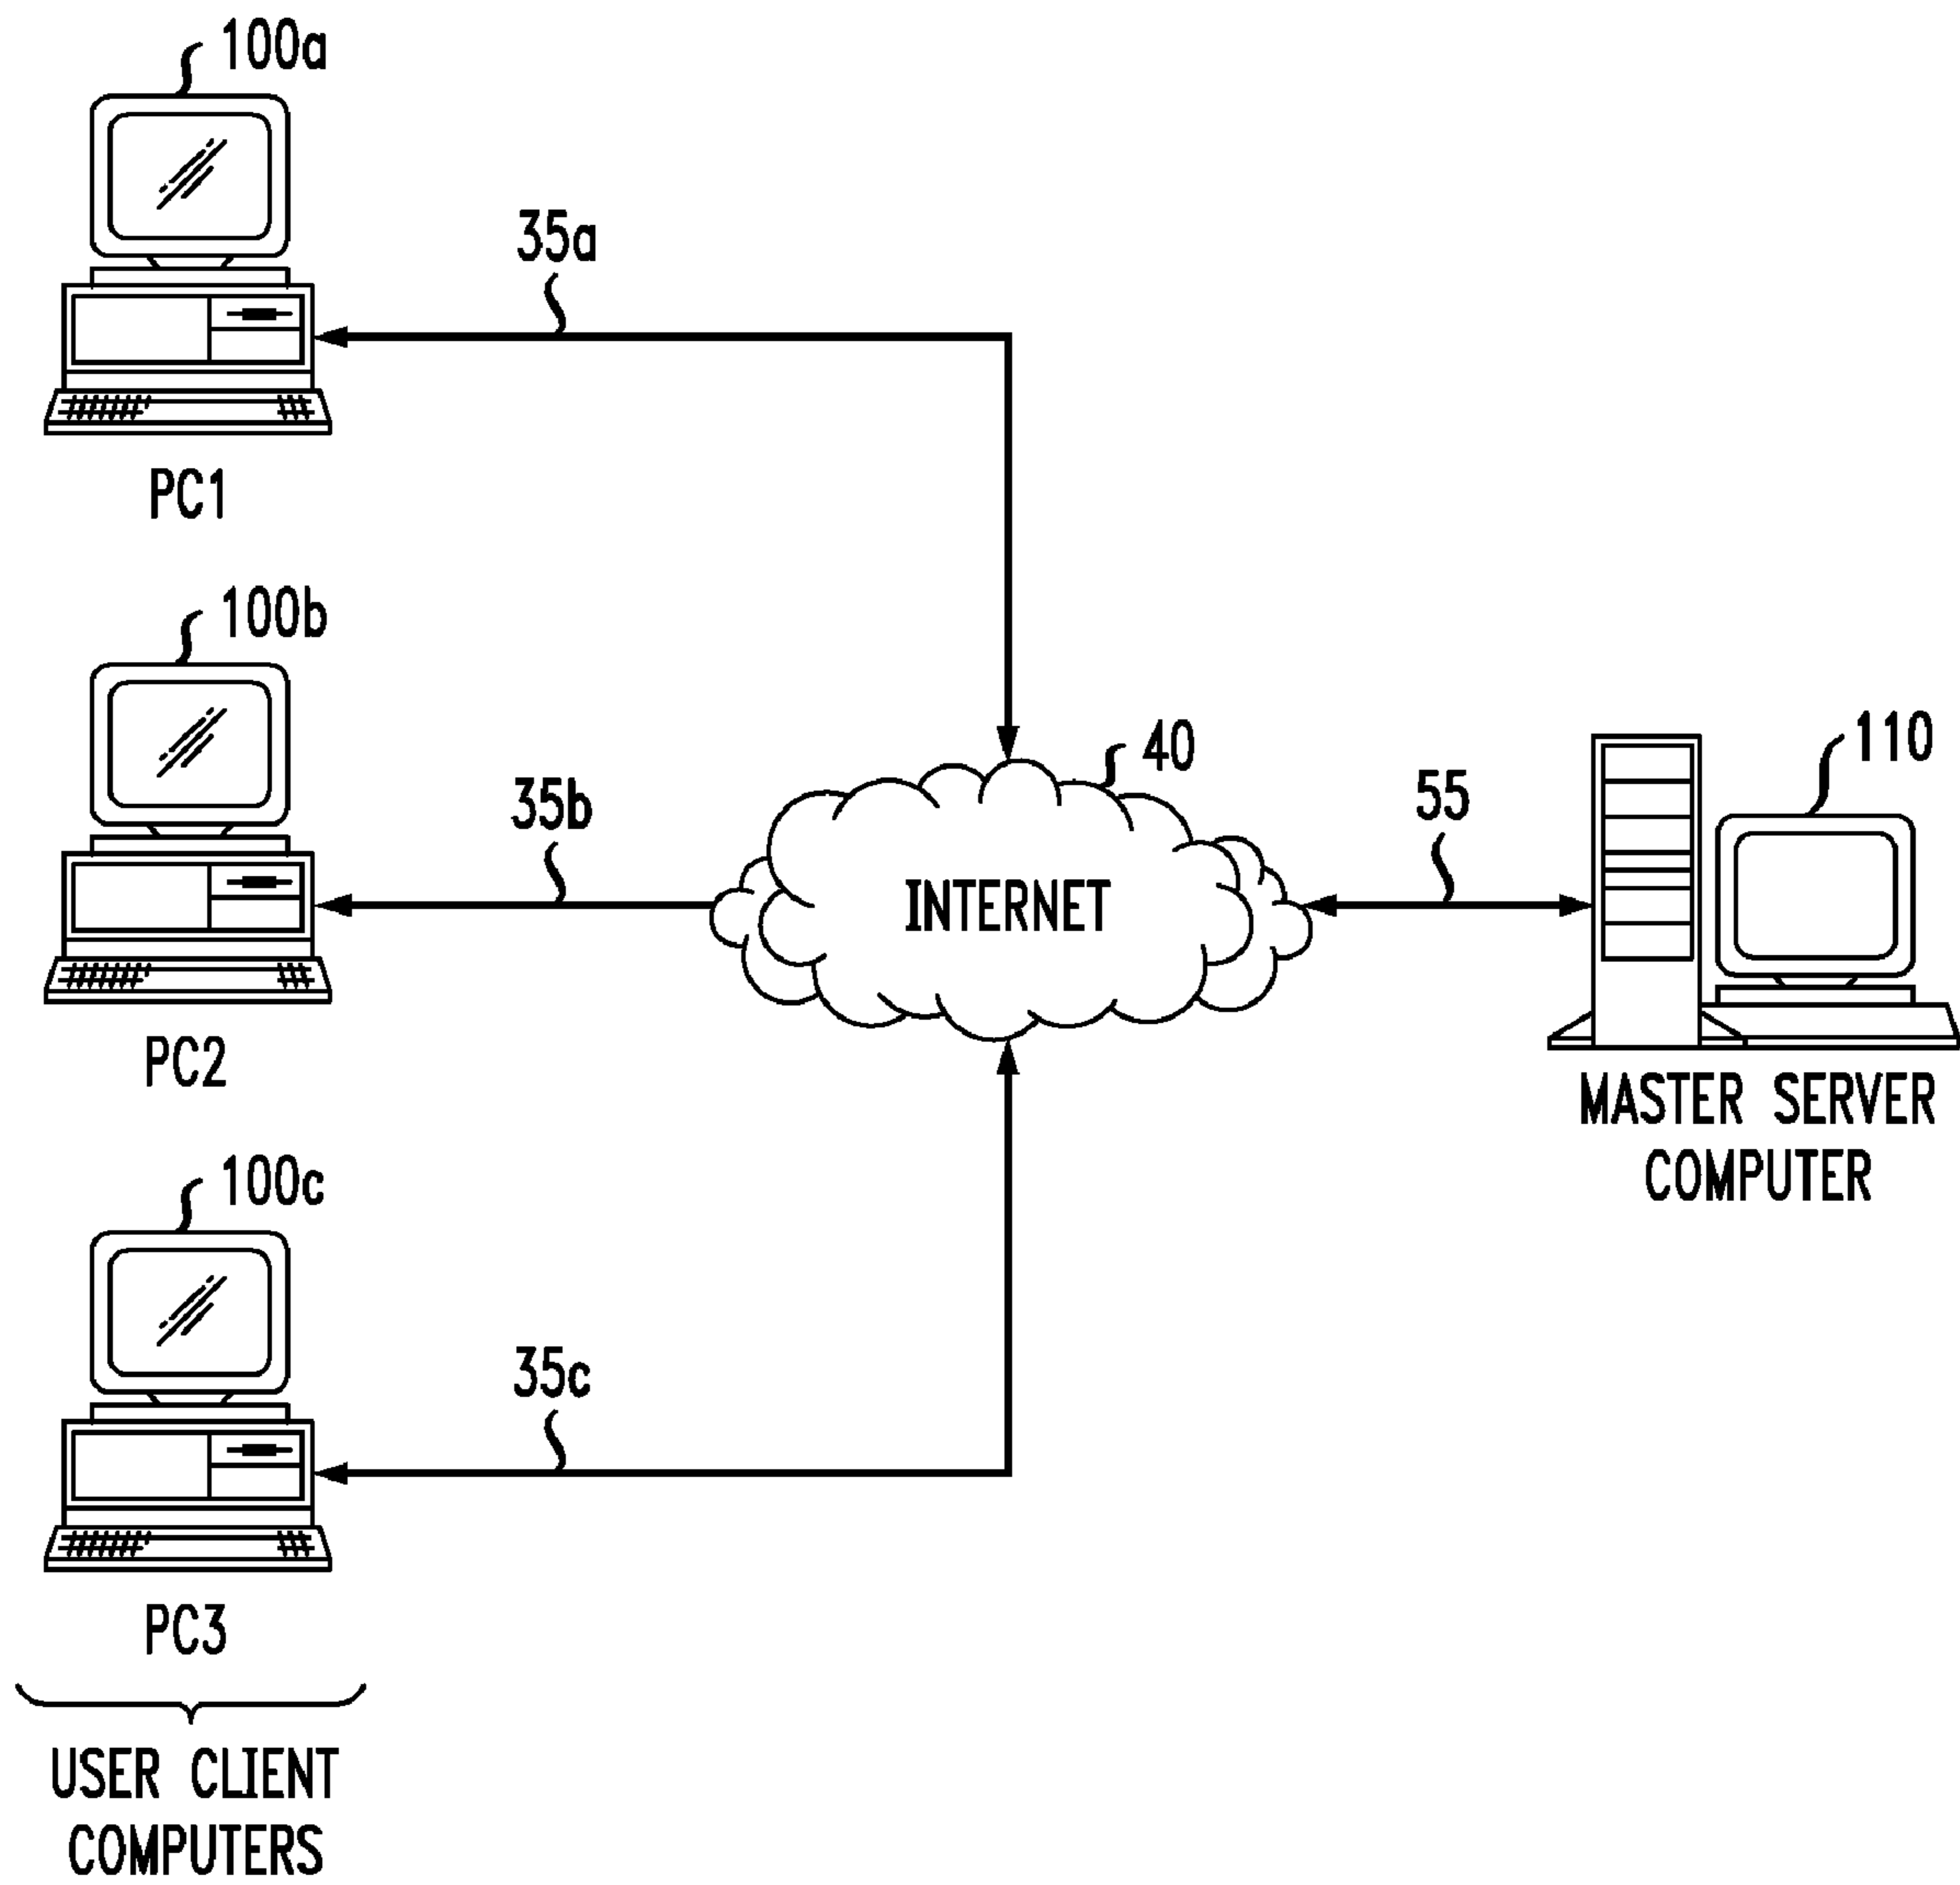 100a
35a
PC1
100b
35b
40
INTERNET
55
110
PC2
MASTER SERVER
COMPUTER
100c
35c
PC3
USER CLIENT
COMPUTERS